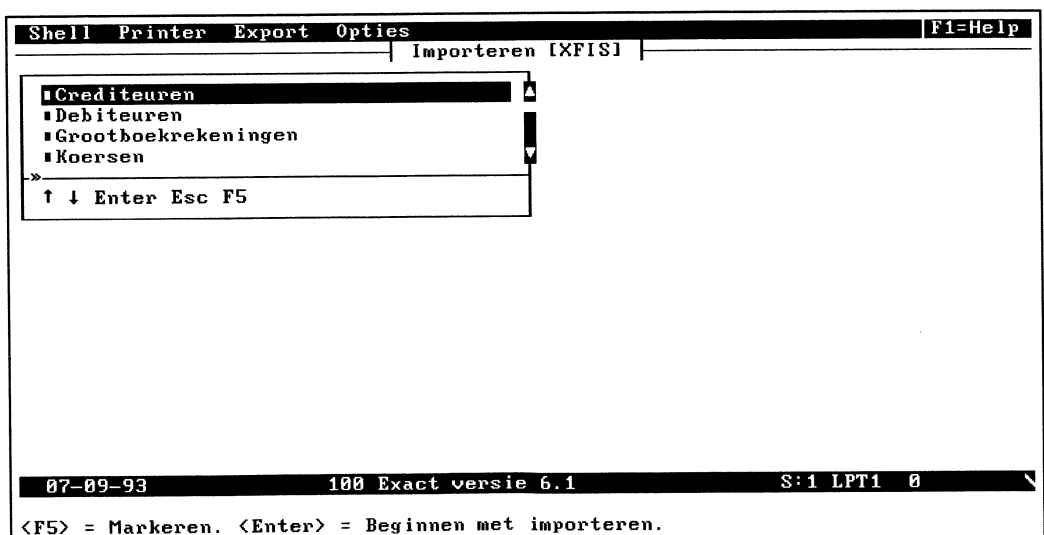 Shell Printer Export Opties F1=Help
Importeren [XFIS]
Crediteuren
Debiteuren
Grootboekrekeningen
Koersen
»
↑ ↓ Enter Esc F5
07-09-93 100 Exact versie 6.1 S:1 LPT1 0
<F5> = Markeren. <Enter> = Beginnen met importeren.